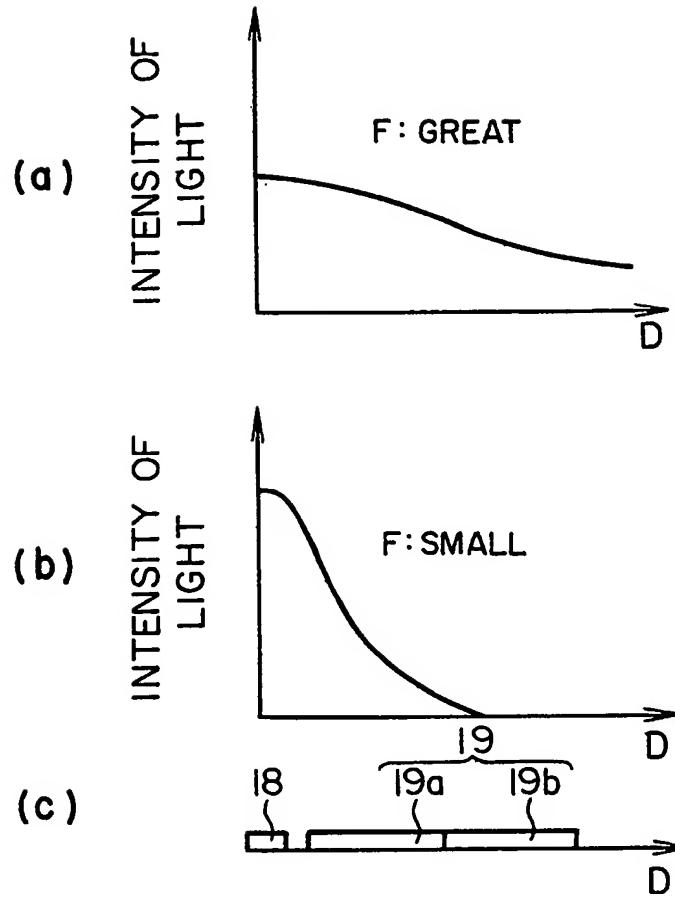 (a)
INTENSITY OF
LIGHT
F: GREAT
D
(b)
INTENSITY OF
LIGHT
F: SMALL
D
(c)
19
18
19a
19b
D